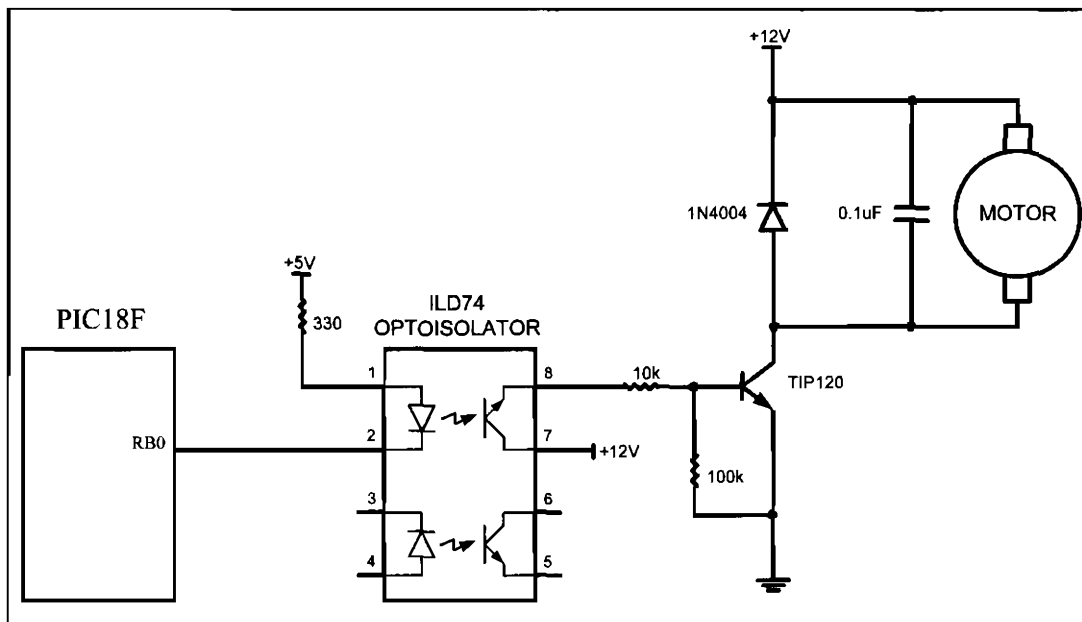 +12V
1N4004
0.1uF
MOTOR
+5V
330
PIC18F
ILD74
OPTOISOLATOR
1
8
10k
TIP120
RB0
2
7
+12V
100k
3
6
4
5